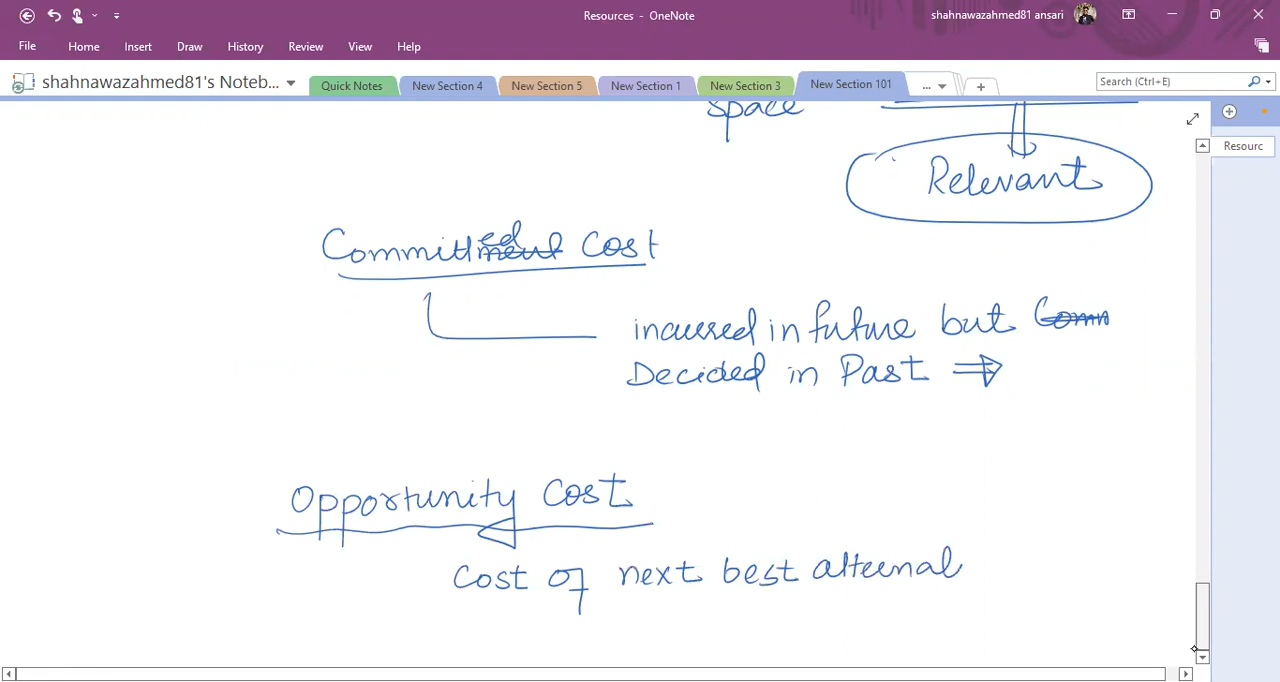 Resources - OneNote
shahnawazahmed81 ansari
File Home Insert Draw History Review View Help
shahnawazahmed81's Noteb... Quick Notes New Section 4 New Section 5 New Section 1 New Section 3 New Section 101 ... +
Search (Ctrl+E)
Resourc
space
Relevant
Committed Cost
incurred in future but
Decided in Past ⇒
Opportunity Cost
Cost of next best alternat